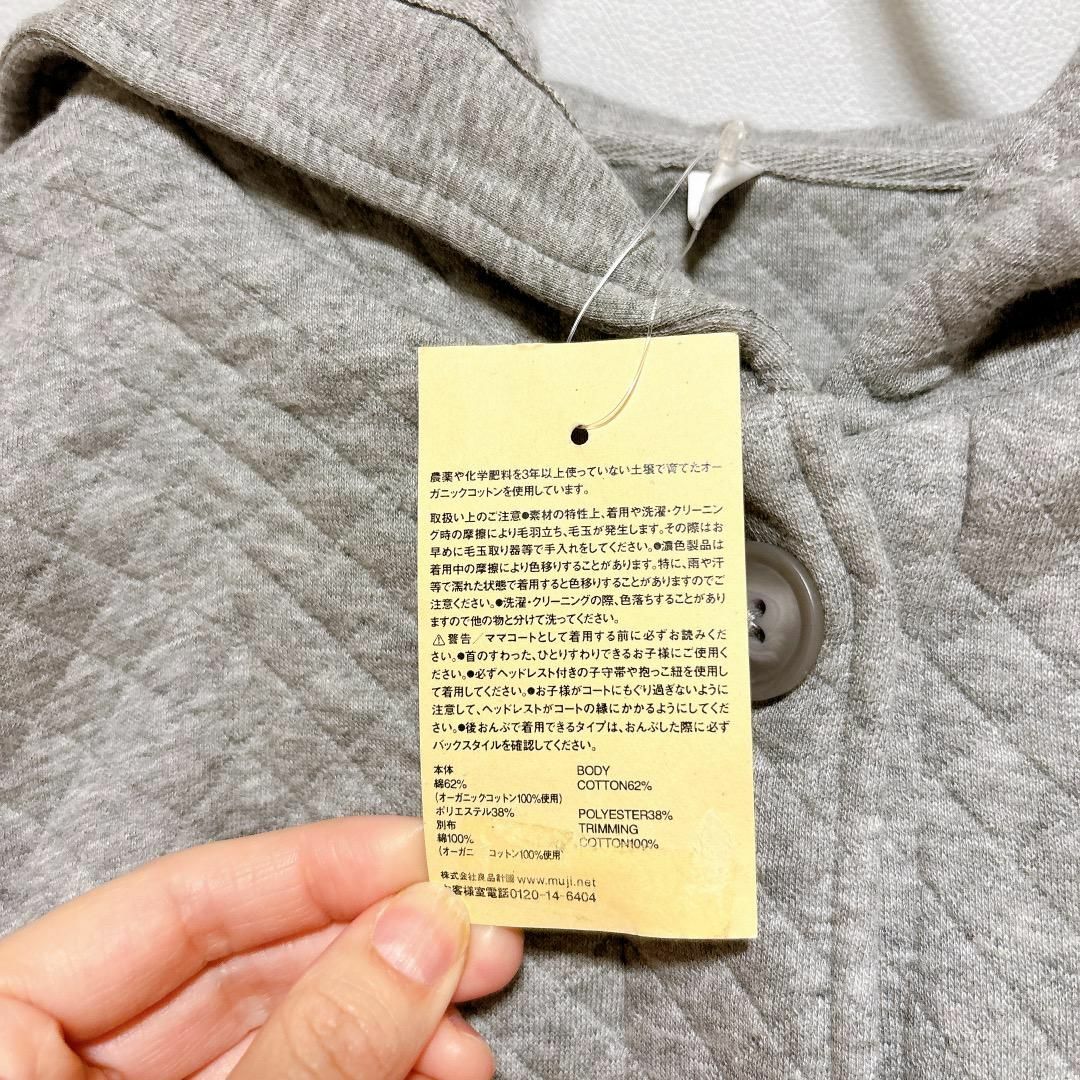 農薬や化学肥料を3年以上使っていない土壌で育てたオー
ガニックコットンを使用しています。
取扱い上のご注意●素材の特性上、着用や洗濯・クリーニン
グ時の摩擦により毛羽立ち、毛玉が発生します。その際はお
早めに毛玉取り器等で手入れをしてください。●濃色製品は
着用中の摩擦により色移りすることがあります。特に、雨や汗
等で濡れた状態で着用すると色移りすることがありますのでご
注意ください。●洗濯・クリーニングの際、色落ちすることがあり
ますので他の物と分けて洗ってください。
⚠警告/ママコートとして着用する前に必ずお読みくだ
さい。●首のすわった、ひとりすわりできるお子様にご使用く
ださい。●必ずヘッドレスト付きの子守帯や抱っこ紐を使用し
て着用してください。●お子様がコートにもぐり過ぎないように
注意して、ヘッドレストがコートの縁にかかるようにしてくだ
さい。●後おんぶで着用できるタイプは、おんぶした際に必ず
バックスタイルを確認してください。
本体 BODY
綿62% COTTON62%
(オーガニックコットン100%使用)
ポリエステル38% POLYESTER38%
別布 TRIMMING
綿100% COTTON100%
(オーガニ コットン100%使用
株式会社良品計画 www.muji.net
お客様室電話0120-14-6404